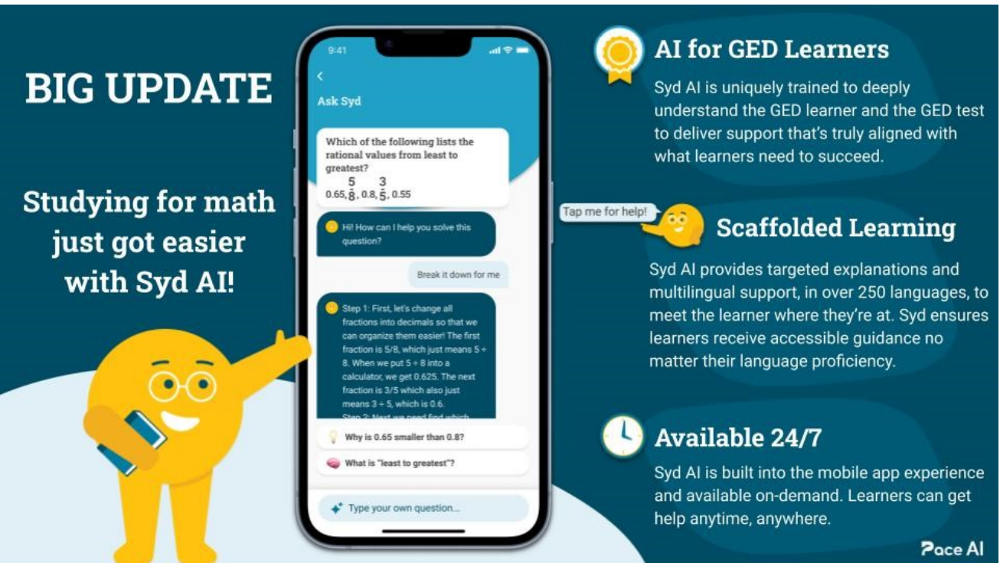 BIG UPDATE
Studying for math
just got easier
with Syd AI!
9:41
Ask Syd
Which of the following lists the
rational values from least to
greatest?
0.65, 5/8, 0.8, 3/5, 0.55
Hi! How can I help you solve this
question?
Break it down for me
Step 1: First, let's change all
fractions into decimals so that we
can organize them easier! The first
fraction is 5/8, which just means 5 ÷
8. When we put 5 ÷ 8 into a
calculator, we get 0.625. The next
fraction is 3/5 which also just
means 3 ÷ 5, which is 0.6.
Step 2: Next we need find which
Why is 0.65 smaller than 0.8?
What is "least to greatest"?
Type your own question...
AI for GED Learners
Syd AI is uniquely trained to deeply
understand the GED learner and the GED test
to deliver support that's truly aligned with
what learners need to succeed.
Tap me for help!
Scaffolded Learning
Syd AI provides targeted explanations and
multilingual support, in over 250 languages, to
meet the learner where they're at. Syd ensures
learners receive accessible guidance no
matter their language proficiency.
Available 24/7
Syd AI is built into the mobile app experience
and available on-demand. Learners can get
help anytime, anywhere.
Pace AI